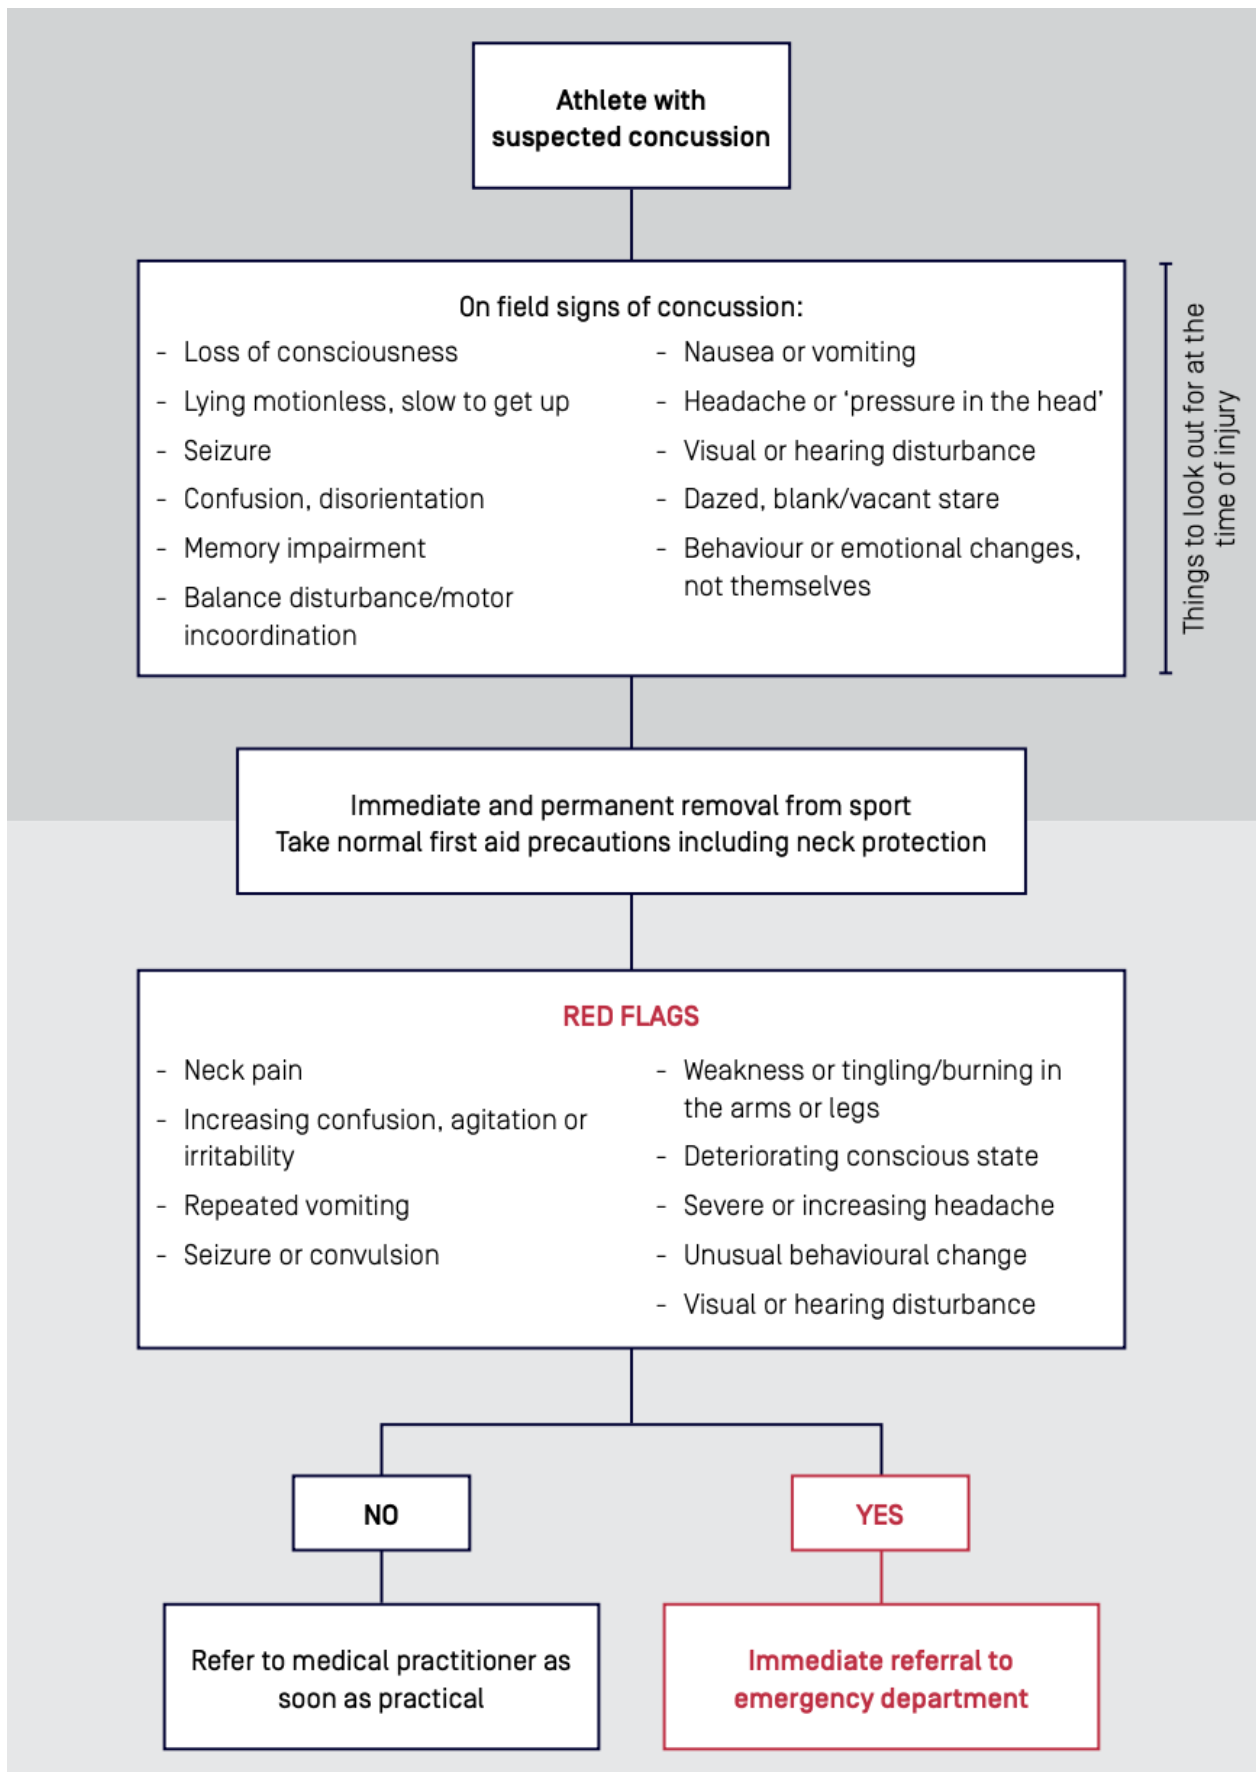 Athlete with
suspected concussion
On field signs of concussion:
- Loss of consciousness
- Lying motionless, slow to get up
- Seizure
- Confusion, disorientation
- Memory impairment
- Balance disturbance/motor
incoordination
- Nausea or vomiting
- Headache or ‘pressure in the head’
- Visual or hearing disturbance
- Dazed, blank/vacant stare
- Behaviour or emotional changes,
not themselves
Things to look out for at the
time of injury
Immediate and permanent removal from sport
Take normal first aid precautions including neck protection
RED FLAGS
- Neck pain
- Increasing confusion, agitation or
irritability
- Repeated vomiting
- Seizure or convulsion
- Weakness or tingling/burning in
the arms or legs
- Deteriorating conscious state
- Severe or increasing headache
- Unusual behavioural change
- Visual or hearing disturbance
NO
Refer to medical practitioner as
soon as practical
YES
Immediate referral to
emergency department